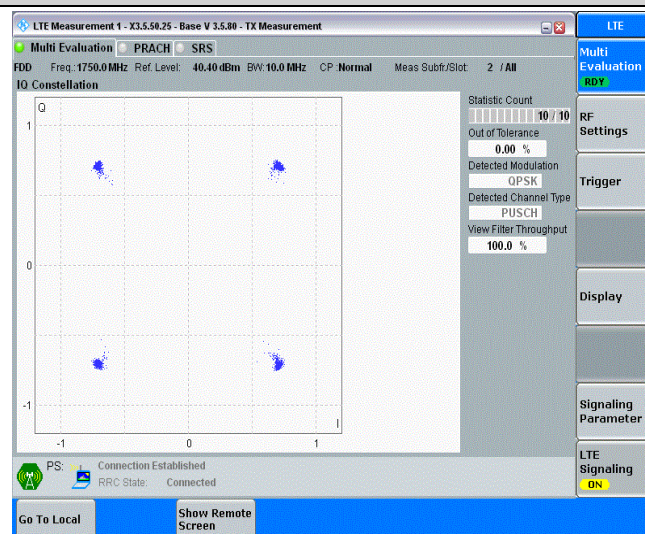 LTE Measurement 1 - X3.5.50.25 - Base V 3.5.80 - TX Measurement
LTE
Multi Evaluation PRACH SRS
Multi
Evaluation
RDY
FDD Freq.: 1750.0 MHz Ref. Level: 40.40 dBm BW: 10.0 MHz CP : Normal Meas Subfr./Slot: 2 / All
IQ Constellation
Q
1
0
-1
-1 0 1
I
Statistic Count
10 / 10
Out of Tolerance
0.00 %
Detected Modulation
QPSK
Detected Channel Type
PUSCH
View Filter Throughput
100.0 %
RF
Settings
Trigger
Display
Signaling
Parameter
LTE
Signaling
ON
PS: Connection Established
RRC State: Connected
Go To Local
Show Remote
Screen